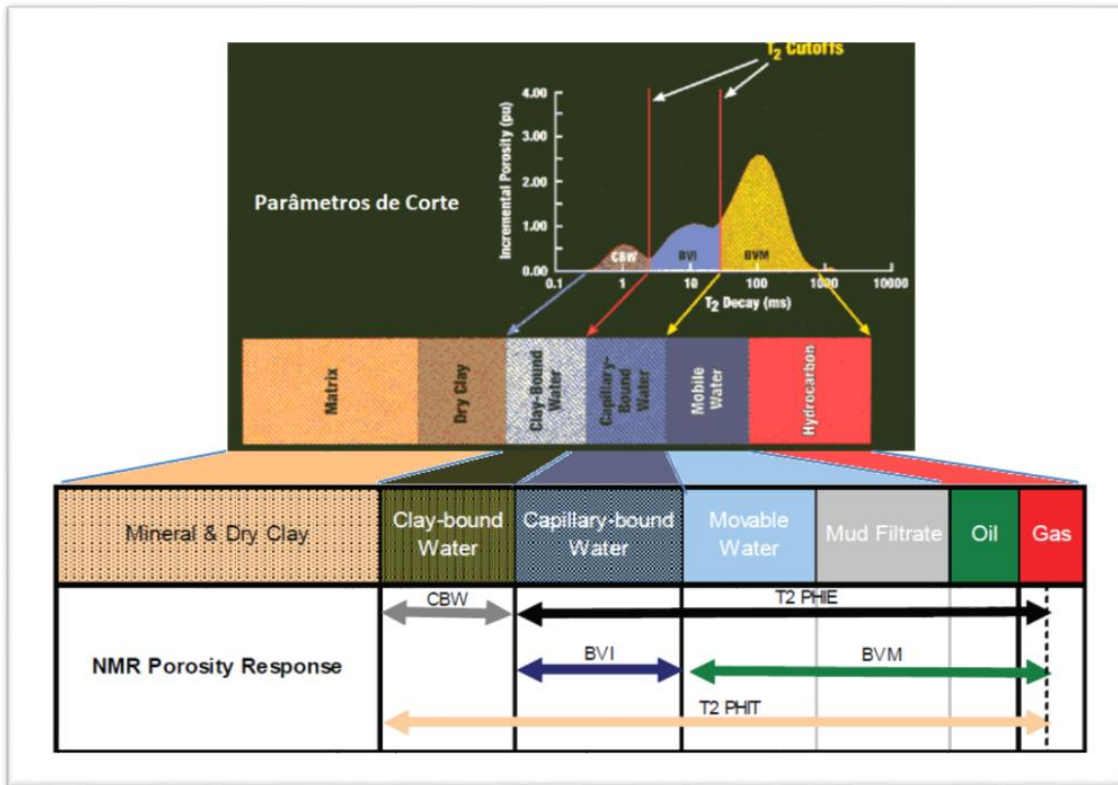 T₂ Cutoffs
4.00
3.00
2.00
1.00
0.00
Incremental Porosity (pu)
Parâmetros de Corte
CBW
BVI
BVM
0.1
1
10
100
1000
10000
T₂ Decay (ms)
Matrix
Dry Clay
Clay-Bound
Water
Capillary-
Bound
Water
Mobile
Water
Hydrocarbon
Mineral & Dry Clay
Clay-bound
Water
Capillary-bound
Water
Movable
Water
Mud Filtrate
Oil
Gas
NMR Porosity Response
CBW
T2 PHIE
BVI
BVM
T2 PHIT